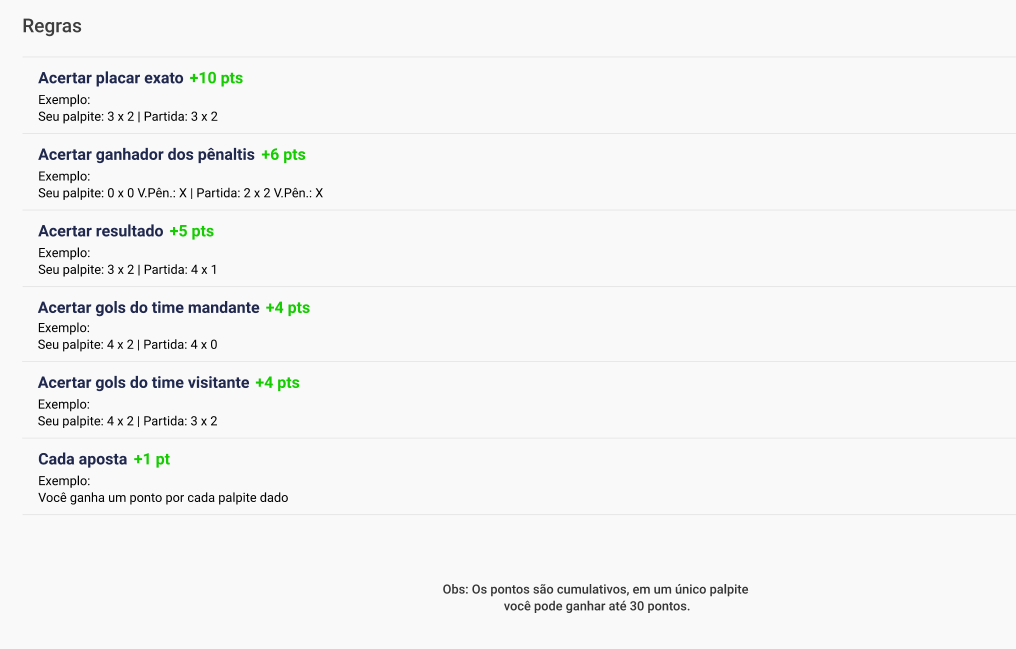 Regras
Acertar placar exato +10 pts
Exemplo:
Seu palpite: 3 x 2 | Partida: 3 x 2
Acertar ganhador dos pênaltis +6 pts
Exemplo:
Seu palpite: 0 x 0 V.Pên.: X | Partida: 2 x 2 V.Pên.: X
Acertar resultado +5 pts
Exemplo:
Seu palpite: 3 x 2 | Partida: 4 x 1
Acertar gols do time mandante +4 pts
Exemplo:
Seu palpite: 4 x 2 | Partida: 4 x 0
Acertar gols do time visitante +4 pts
Exemplo:
Seu palpite: 4 x 2 | Partida: 3 x 2
Cada aposta +1 pt
Exemplo:
Você ganha um ponto por cada palpite dado
Obs: Os pontos são cumulativos, em um único palpite
você pode ganhar até 30 pontos.